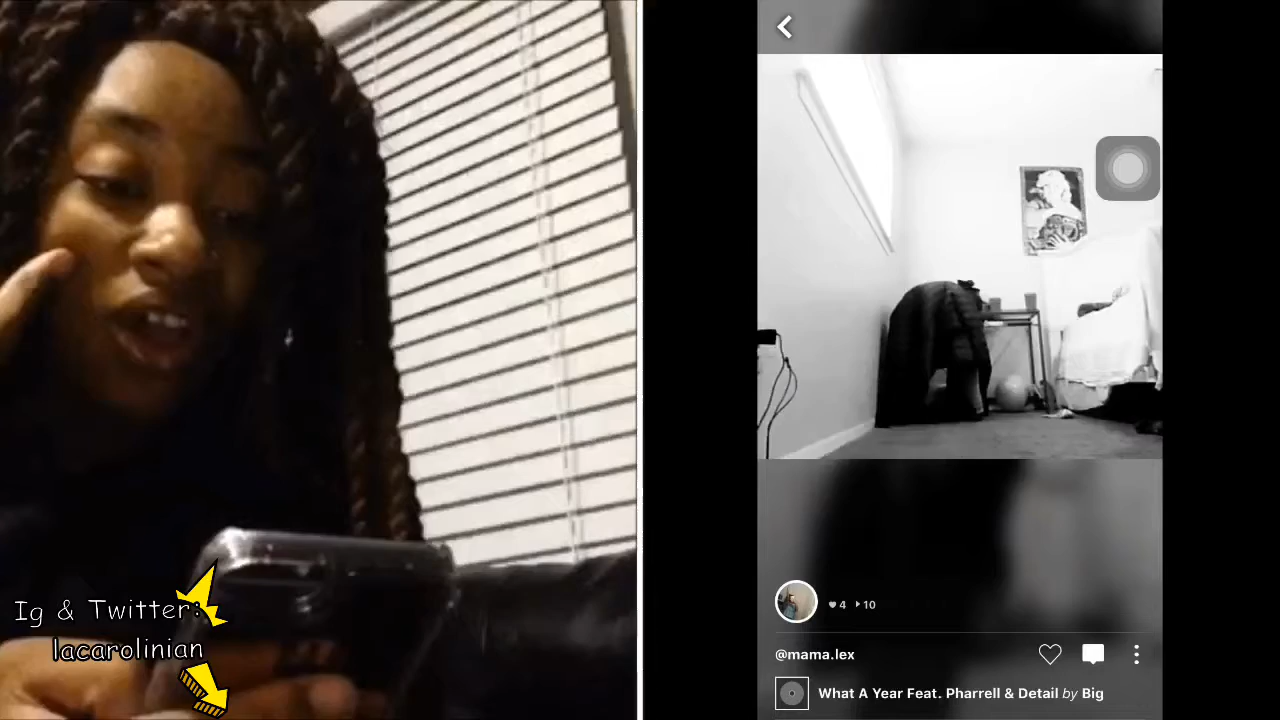 Ig & Twitter:
lacarolinian
4 10
@mama.lex
What A Year Feat. Pharrell & Detail by Big